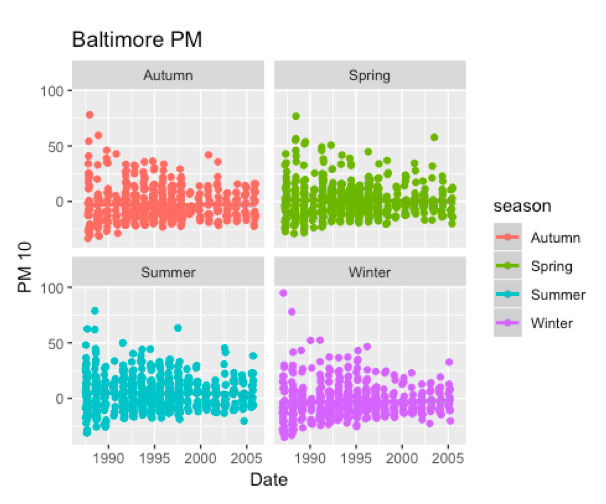 Baltimore PM
Autumn Spring
100
50
0
Summer Winter
100
50
0
1990 1995 2000 2005 1990 1995 2000 2005
PM 10
Date
season
Autumn
Spring
Summer
Winter